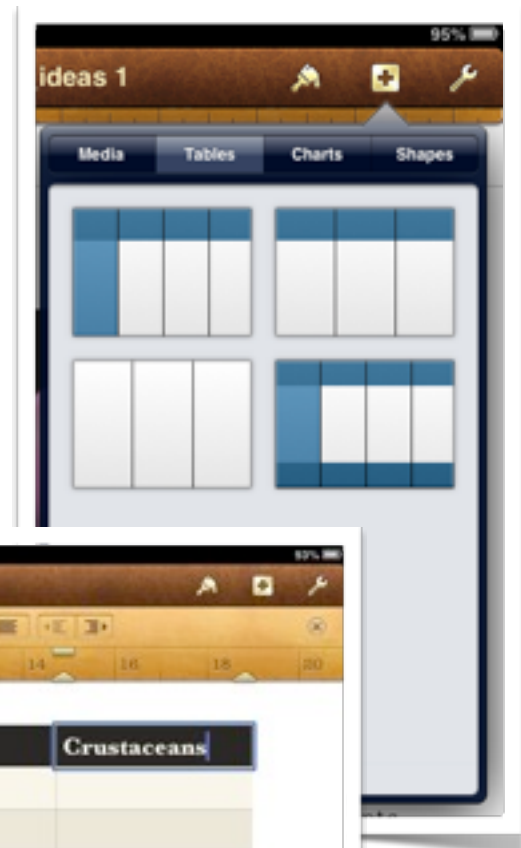 95%
ideas 1
Media Tables Charts Shapes
93%
14 16 18 20
Crustaceans